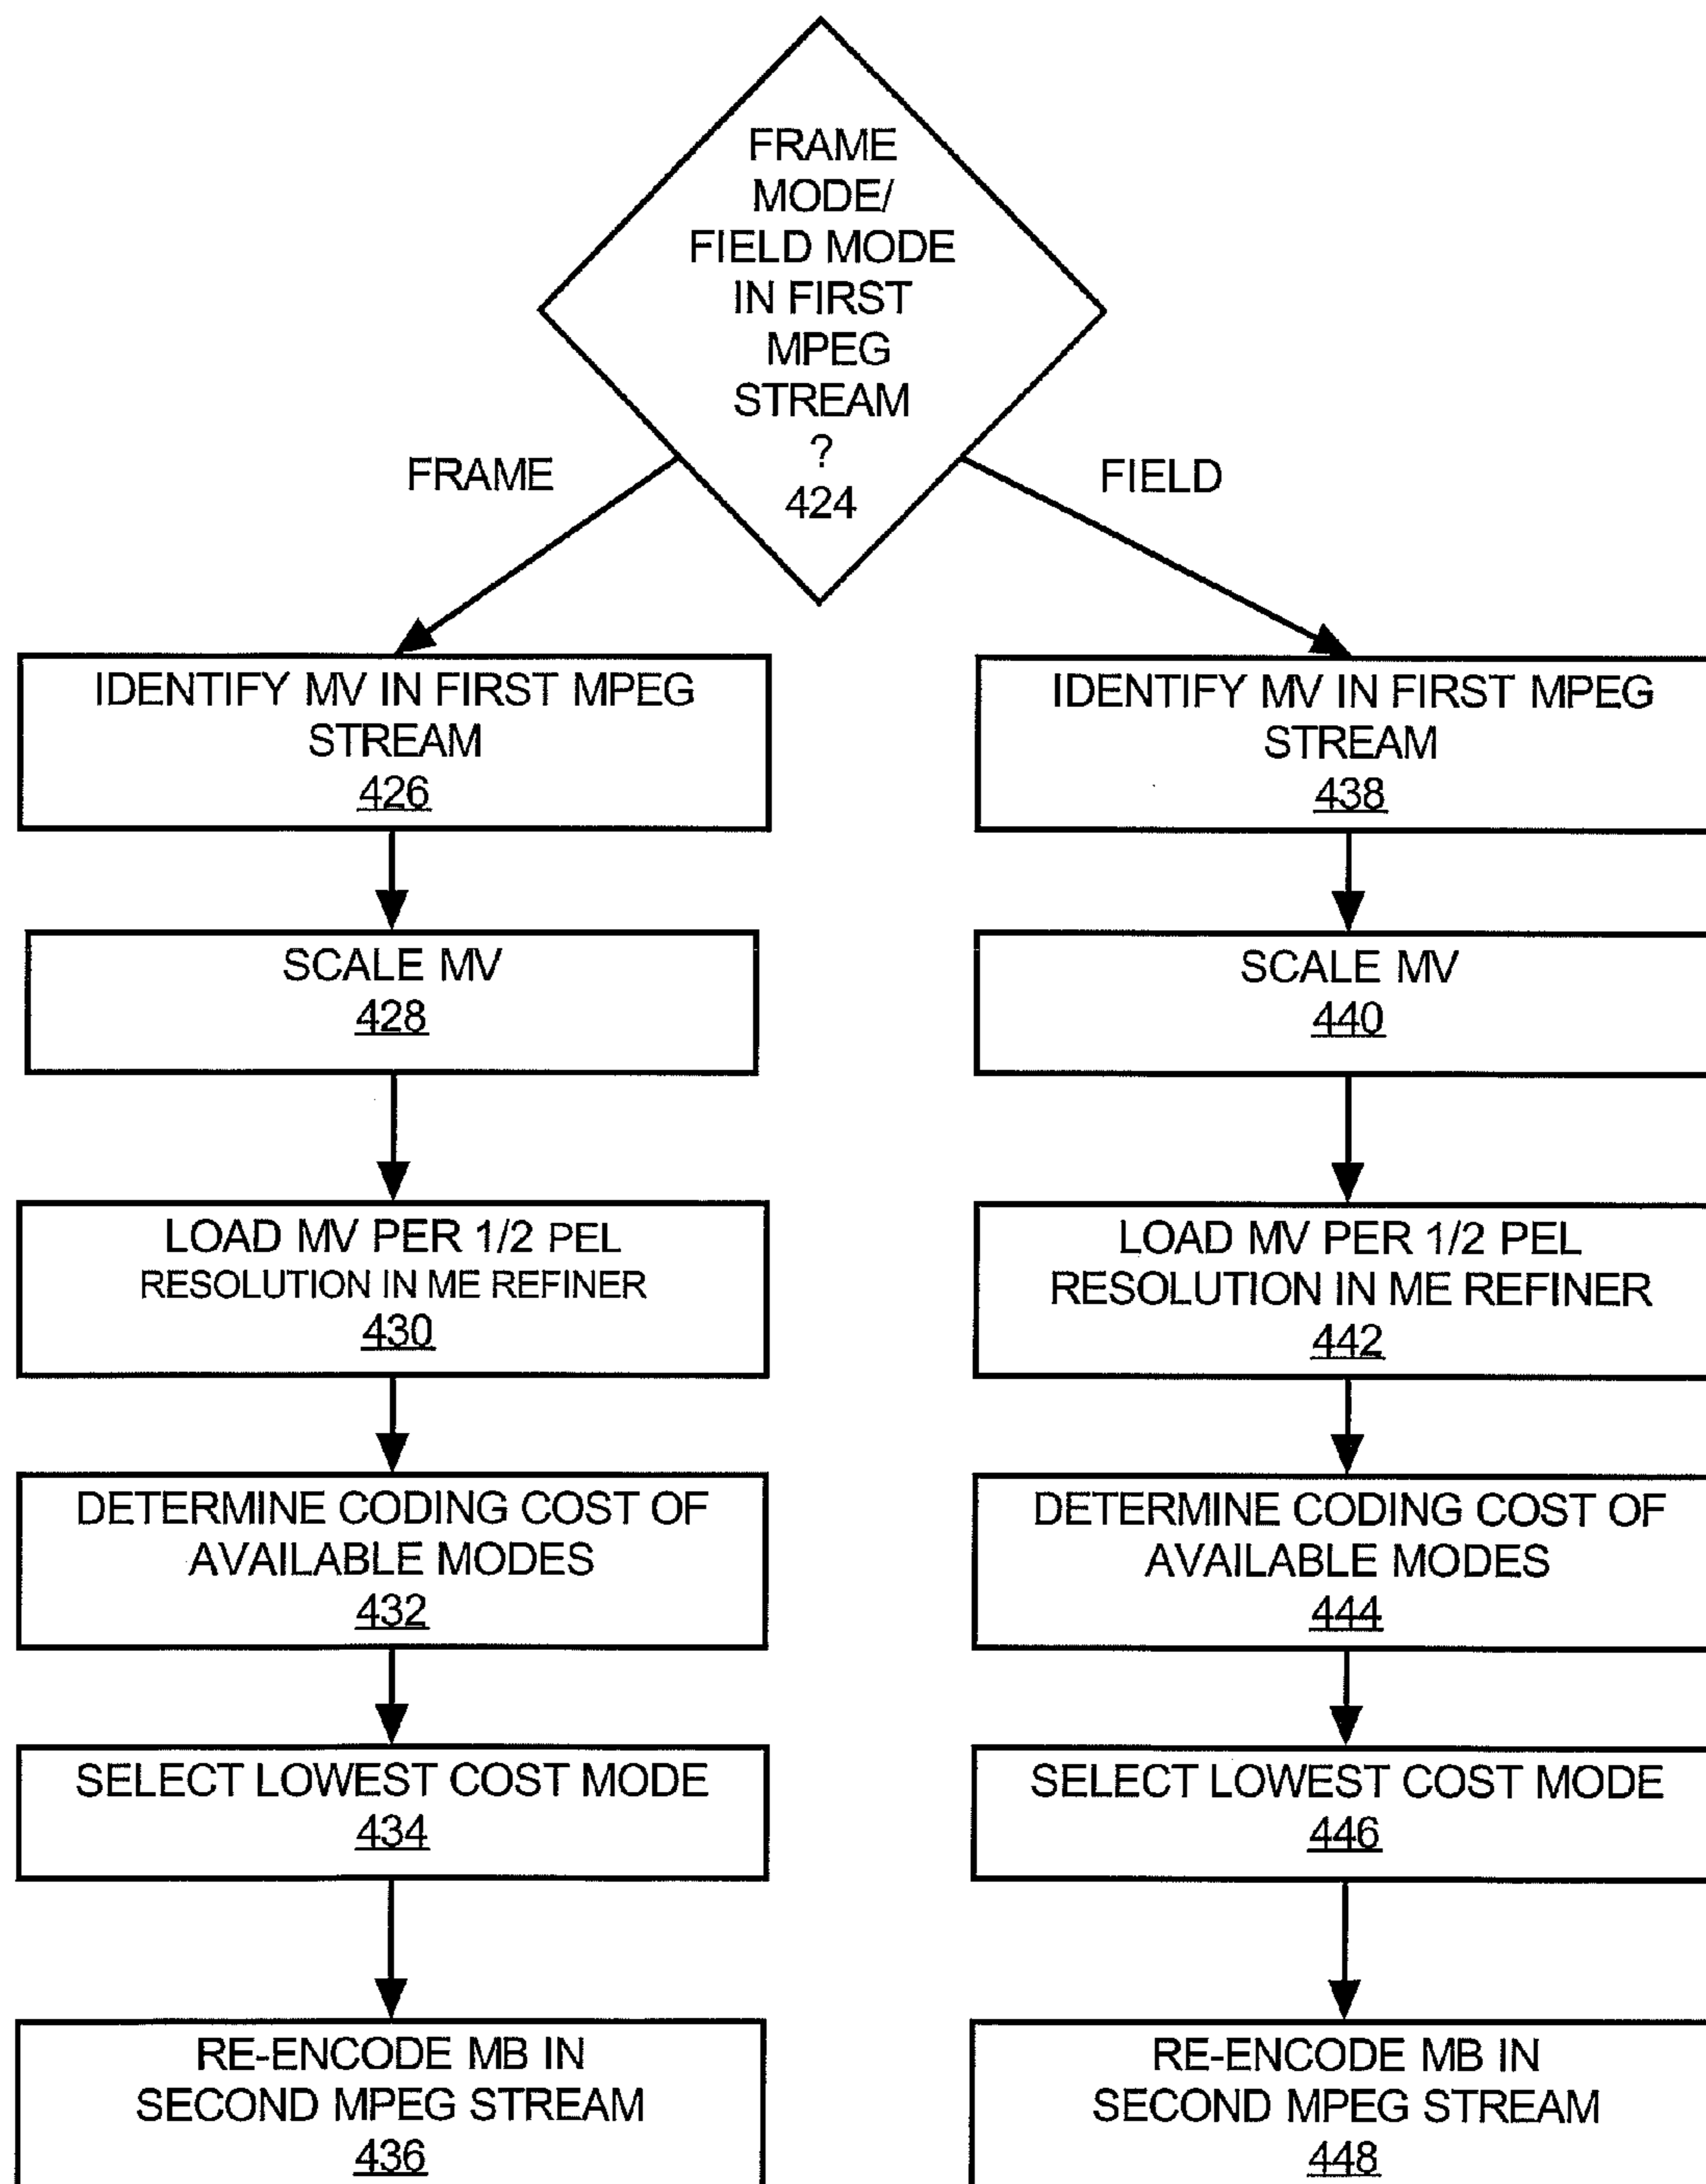 FRAME
MODE/
FIELD MODE
IN FIRST
MPEG
STREAM
?
424
FRAME
FIELD
IDENTIFY MV IN FIRST MPEG
STREAM
426
SCALE MV
428
LOAD MV PER 1/2 PEL
RESOLUTION IN ME REFINER
430
DETERMINE CODING COST OF
AVAILABLE MODES
432
SELECT LOWEST COST MODE
434
RE-ENCODE MB IN
SECOND MPEG STREAM
436
IDENTIFY MV IN FIRST MPEG
STREAM
438
SCALE MV
440
LOAD MV PER 1/2 PEL
RESOLUTION IN ME REFINER
442
DETERMINE CODING COST OF
AVAILABLE MODES
444
SELECT LOWEST COST MODE
446
RE-ENCODE MB IN
SECOND MPEG STREAM
448